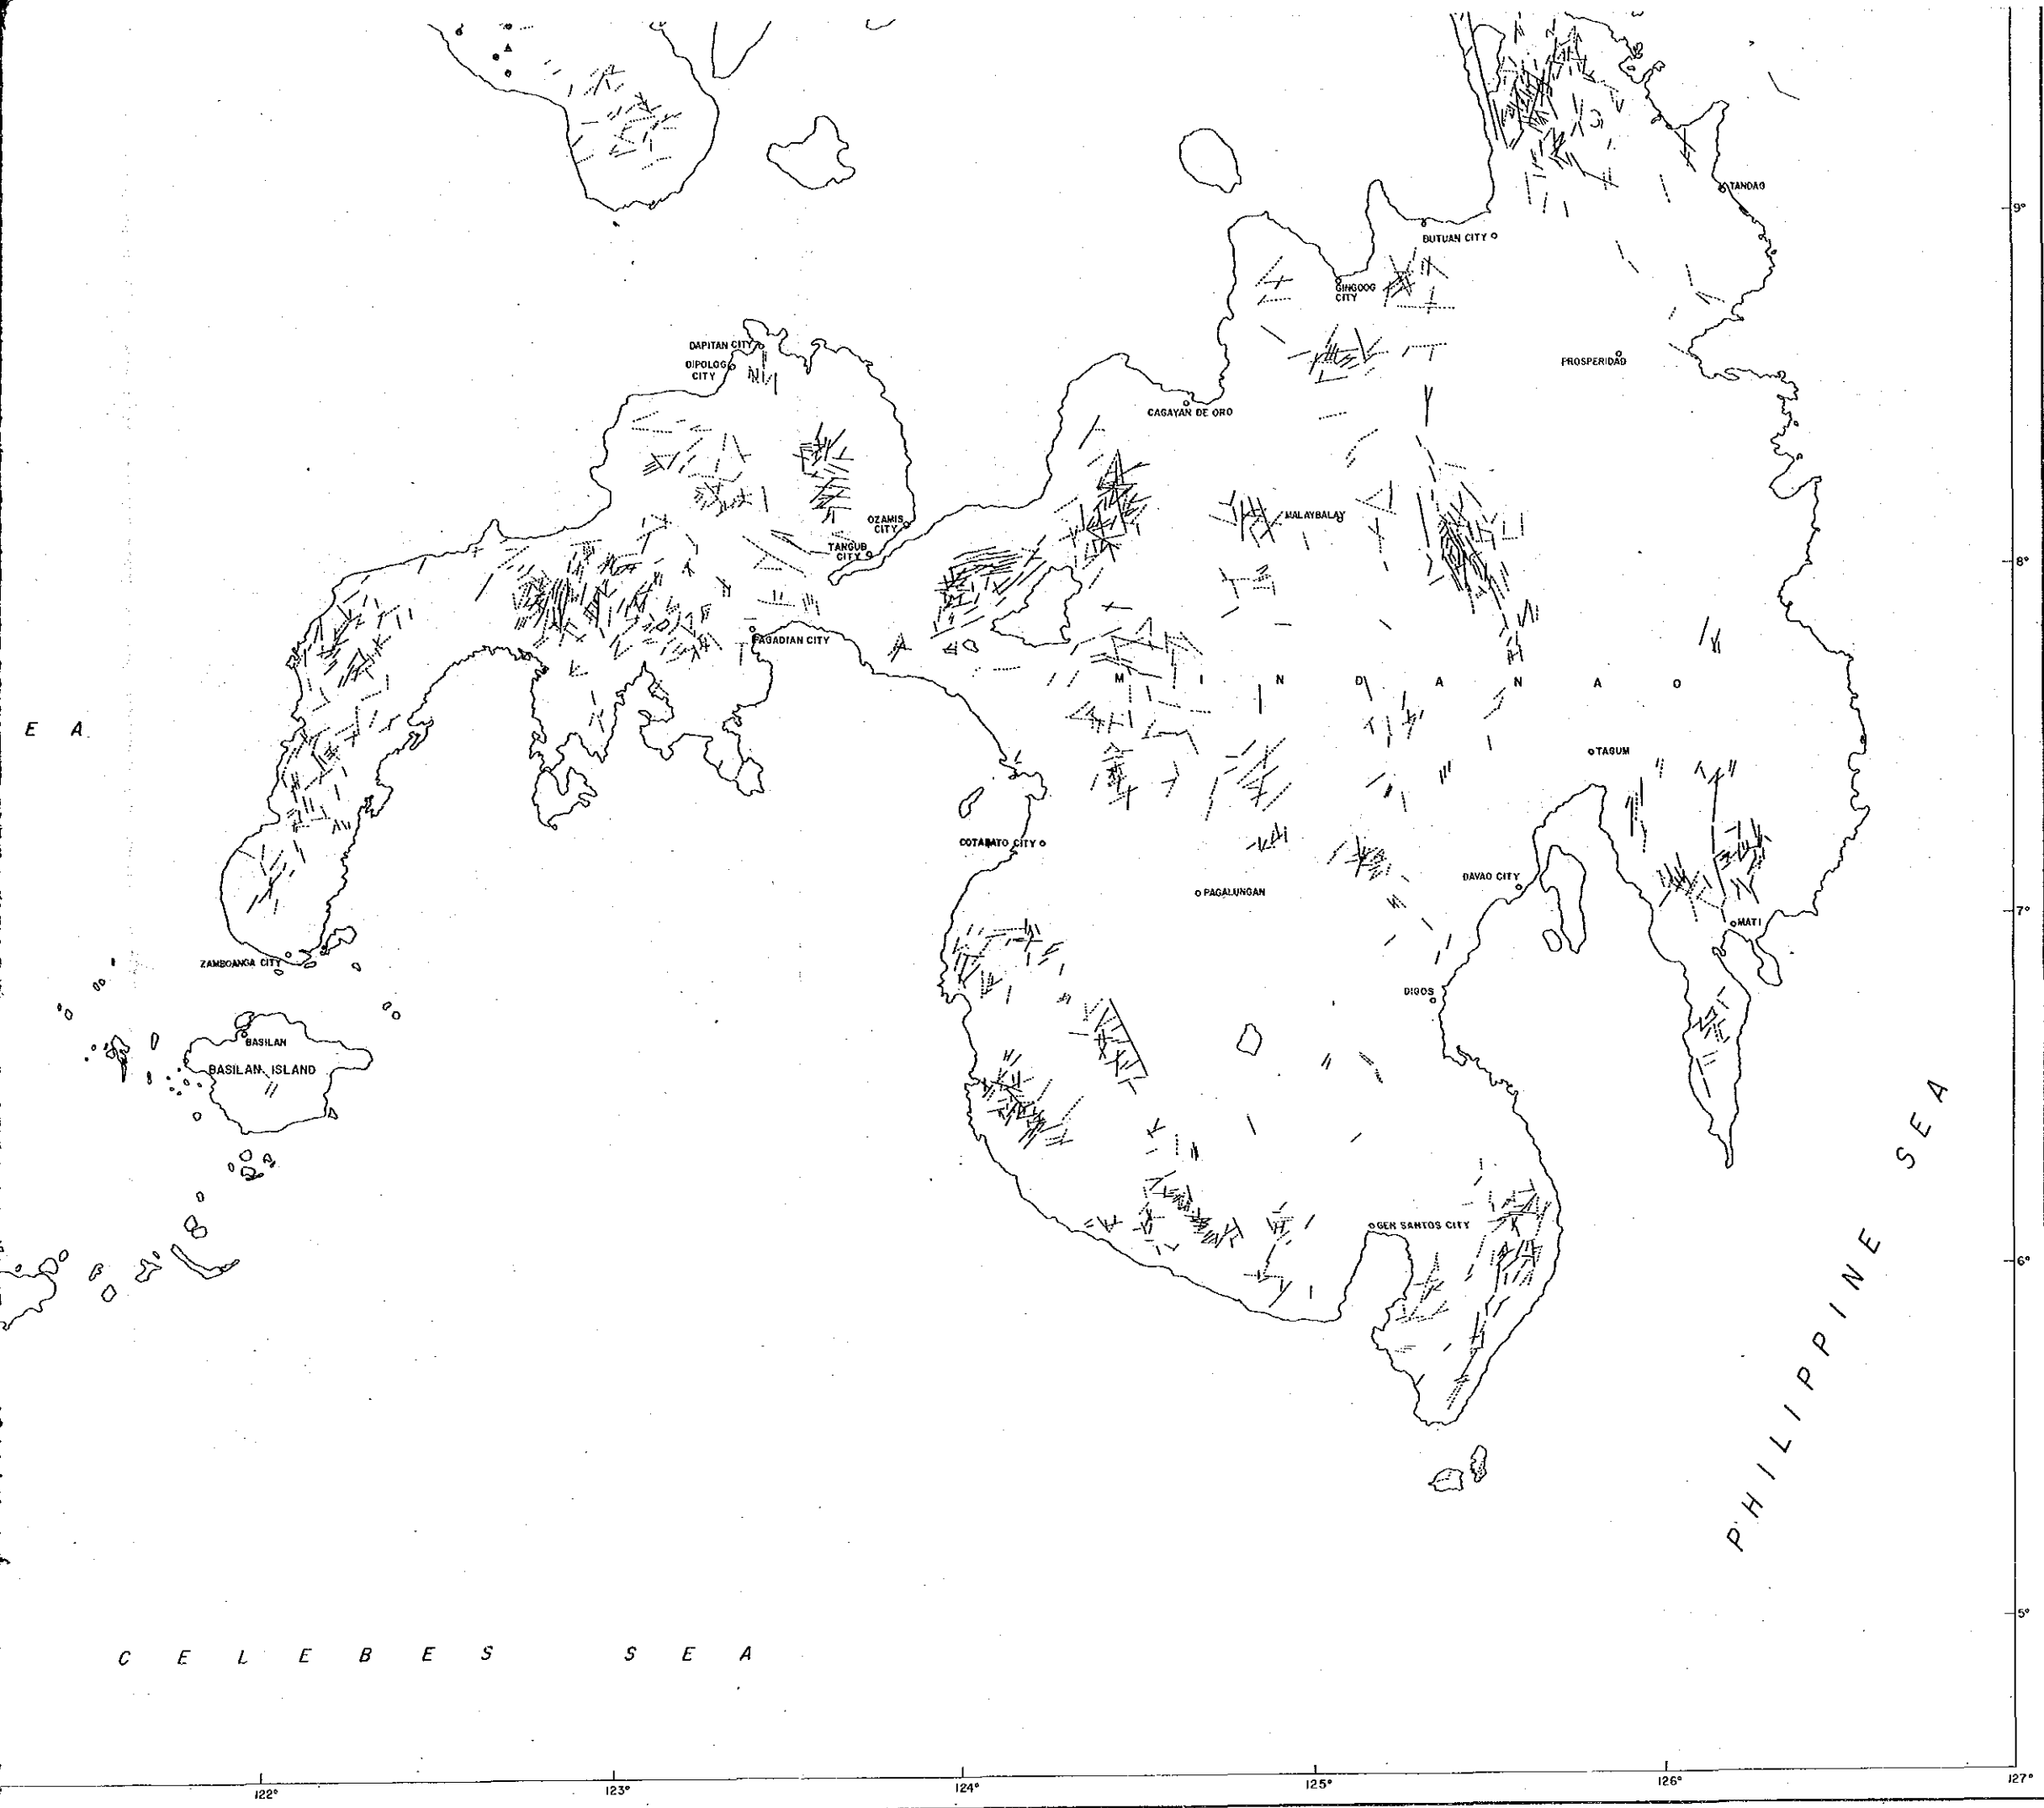 TANDAG
9°
BUTUAN CITY
GINGOOG
CITY
DAPITAN CITY
DIPOLOG
CITY
PROSPERIDAD
CAGAYAN DE ORO
OZAMIS
CITY
MALAYBALAY
TANGUB
CITY
8°
PAGADIAN CITY
M I N D A N A O
E A
TAGUM
COTABATO CITY
DAVAO CITY
PAGALUNGAN
7°
MATI
ZAMBOANGA CITY
DIGOS
BASILAN
BASILAN ISLAND
GEN SANTOS CITY
6°
PHILIPPINE SEA
5°
CELEBES SEA
122° 123° 124° 125° 126° 127°